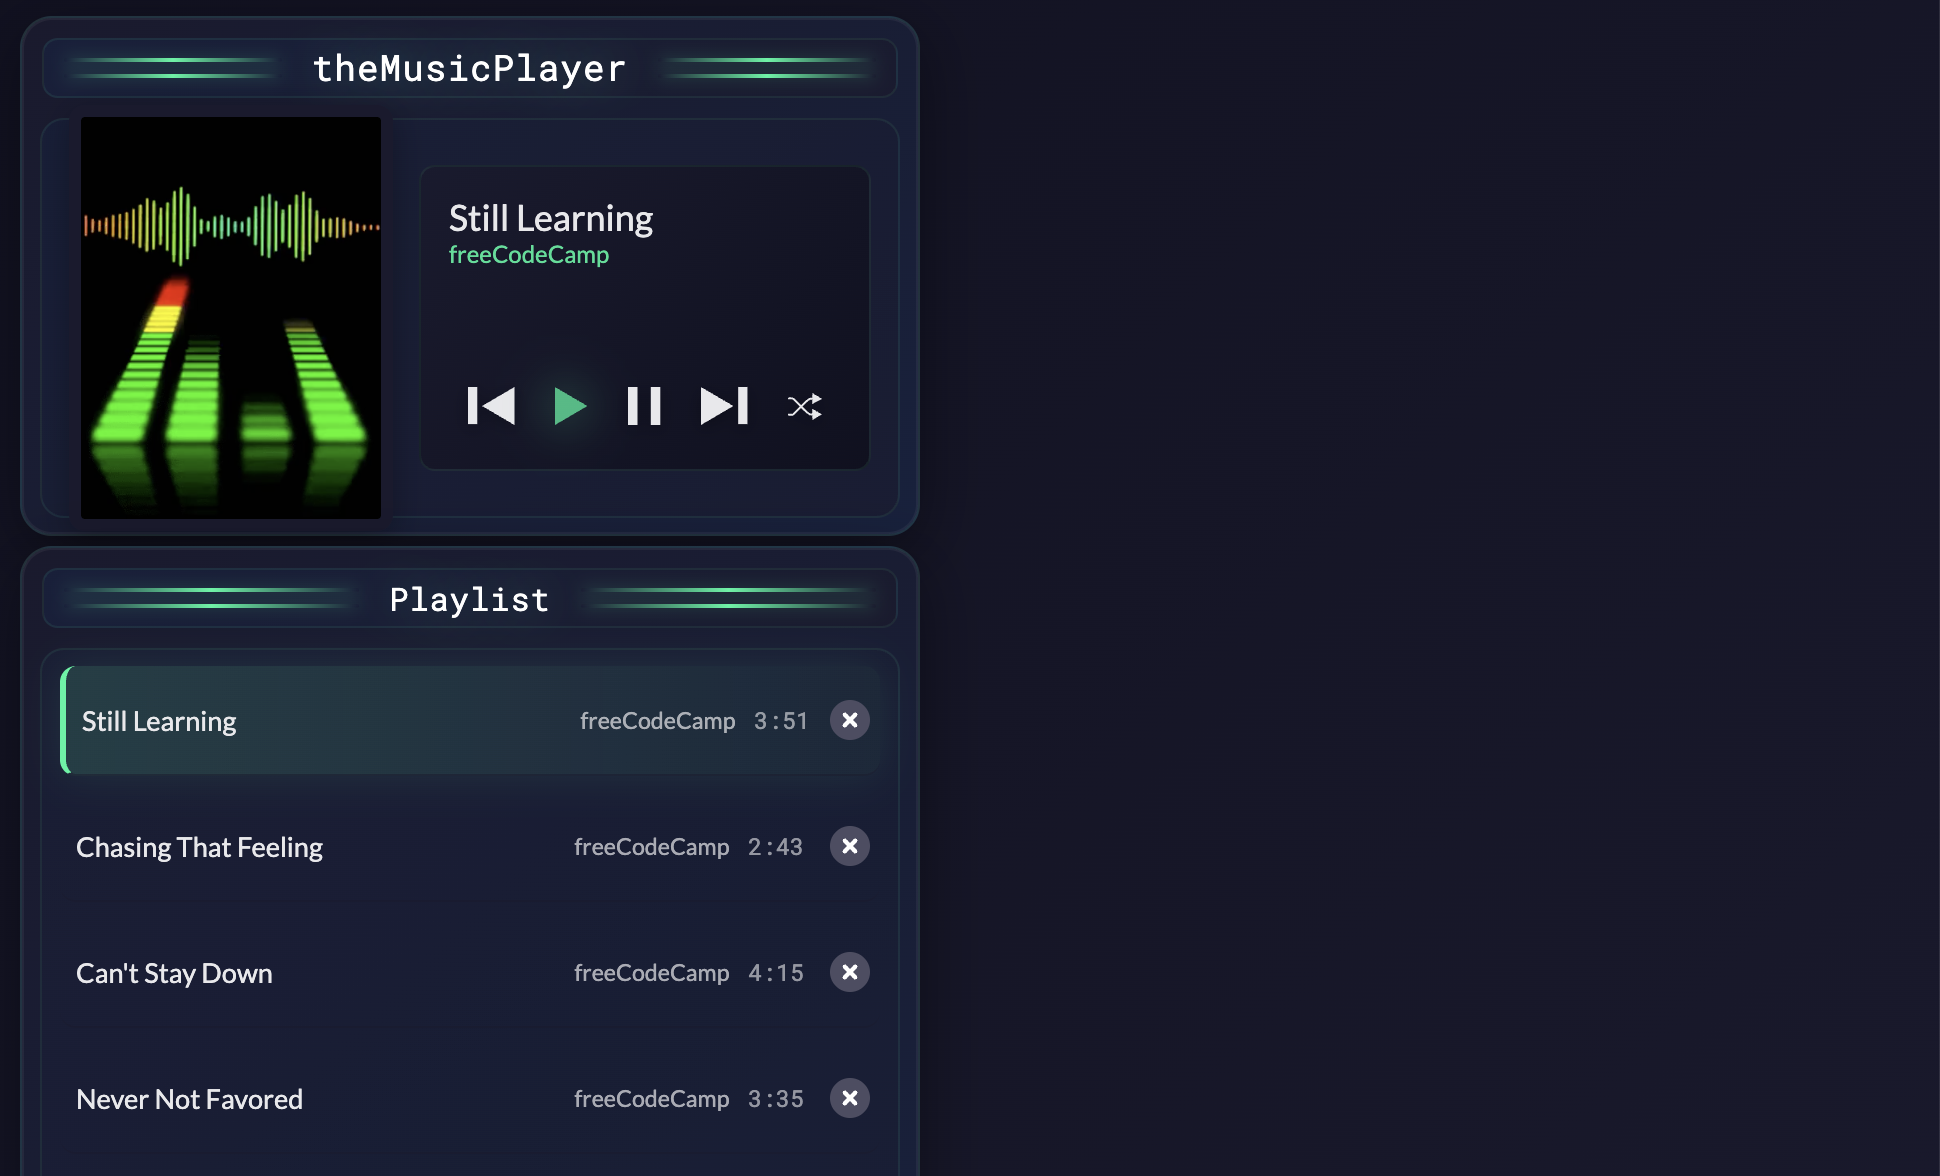 theMusicPlayer
Still Learning
freeCodeCamp
Playlist
Still Learning freeCodeCamp 3:51
Chasing That Feeling freeCodeCamp 2:43
Can't Stay Down freeCodeCamp 4:15
Never Not Favored freeCodeCamp 3:35